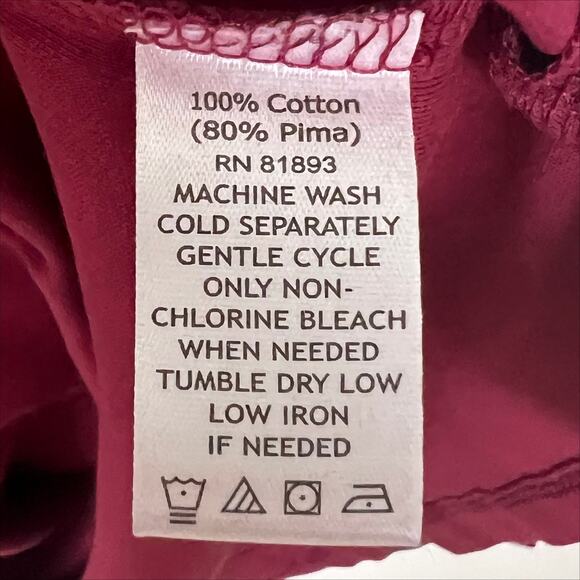 100% Cotton
(80% Pima)
RN 81893
MACHINE WASH
COLD SEPARATELY
GENTLE CYCLE
ONLY NON-
CHLORINE BLEACH
WHEN NEEDED
TUMBLE DRY LOW
LOW IRON
IF NEEDED